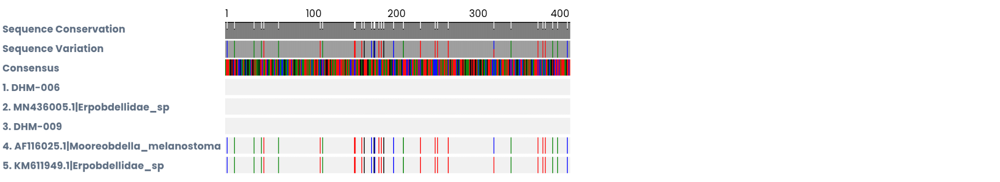 1 100 200 300 400
Sequence Conservation
Sequence Variation
Consensus
1. DHM-006
2. MN436005.1|Erpobdellidae_sp
3. DHM-009
4. AF116025.1|Mooreobdella_melanostoma
5. KM611949.1|Erpobdellidae_sp